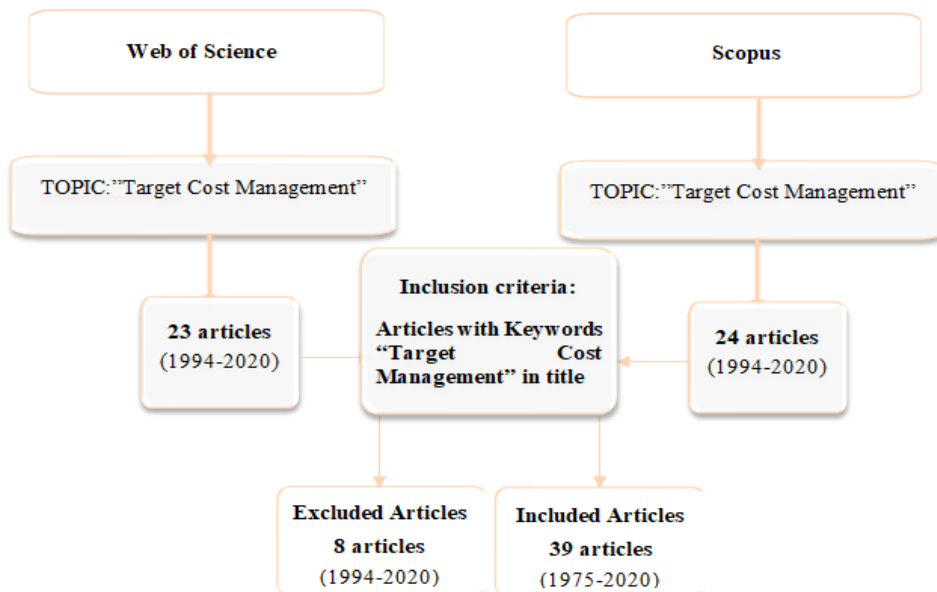 Web of Science
Scopus
TOPIC:”Target Cost Management”
TOPIC:”Target Cost Management”
23 articles
(1994-2020)
Inclusion criteria:
Articles with Keywords
“Target Cost
Management” in title
24 articles
(1994-2020)
Excluded Articles
8 articles
(1994-2020)
Included Articles
39 articles
(1975-2020)